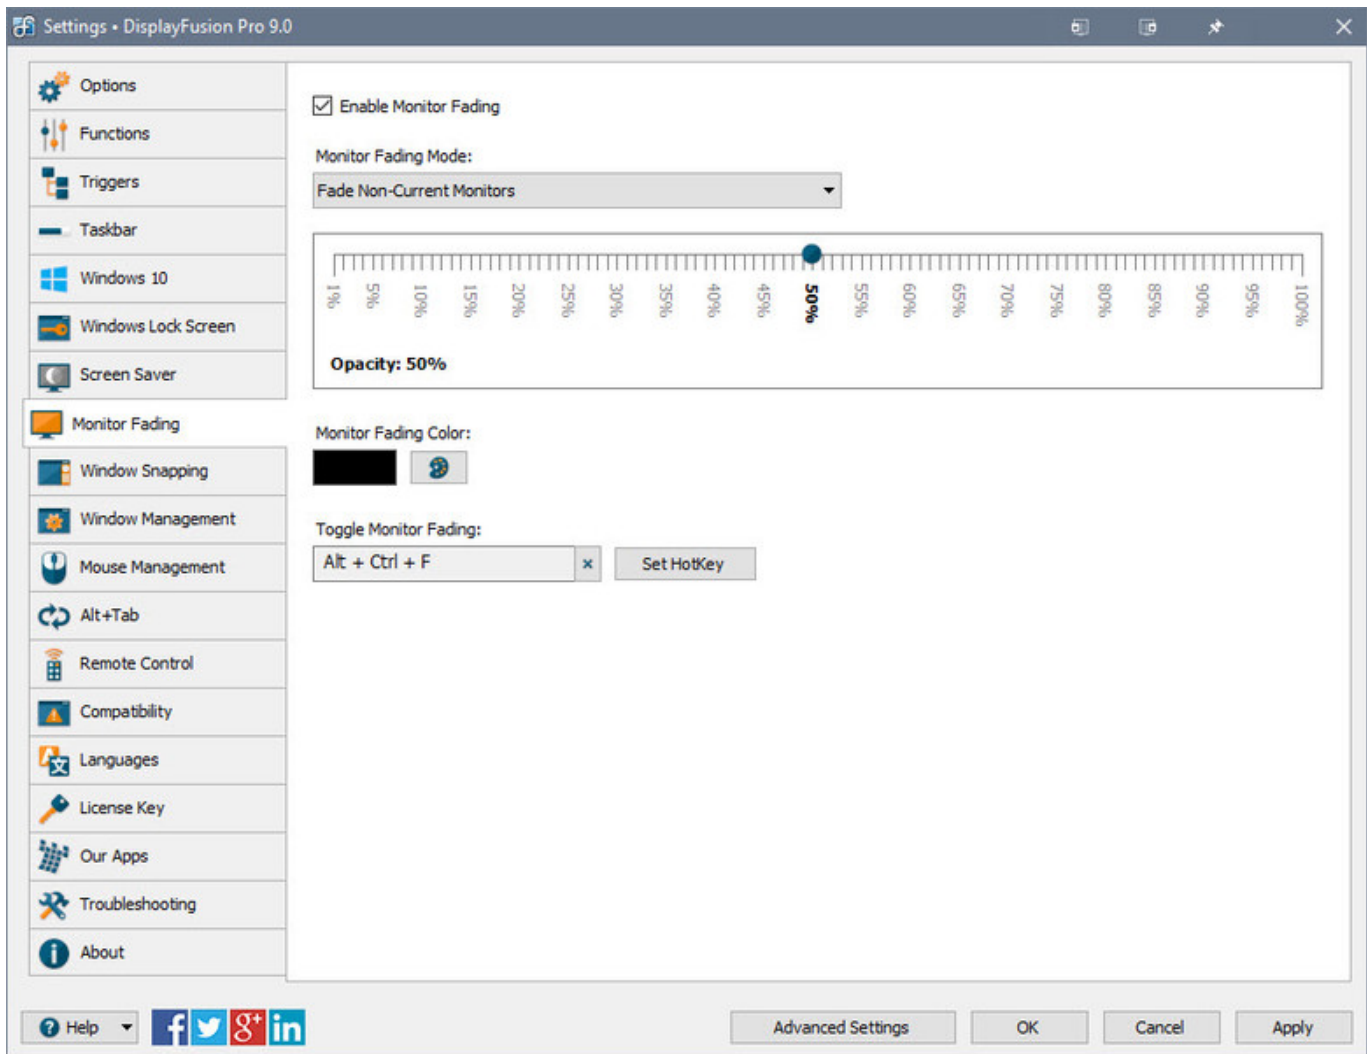 Settings • DisplayFusion Pro 9.0
Options
Functions
Triggers
Taskbar
Windows 10
Windows Lock Screen
Screen Saver
Monitor Fading
Window Snapping
Window Management
Mouse Management
Alt+Tab
Remote Control
Compatibility
Languages
License Key
Our Apps
Troubleshooting
About
Enable Monitor Fading
Monitor Fading Mode:
Fade Non-Current Monitors
1% 5% 10% 15% 20% 25% 30% 35% 40% 45% 50% 55% 60% 65% 70% 75% 80% 85% 90% 95% 100%
Opacity: 50%
Monitor Fading Color:
Toggle Monitor Fading:
Alt + Ctrl + F
Set HotKey
Help
f g+ in
Advanced Settings OK Cancel Apply